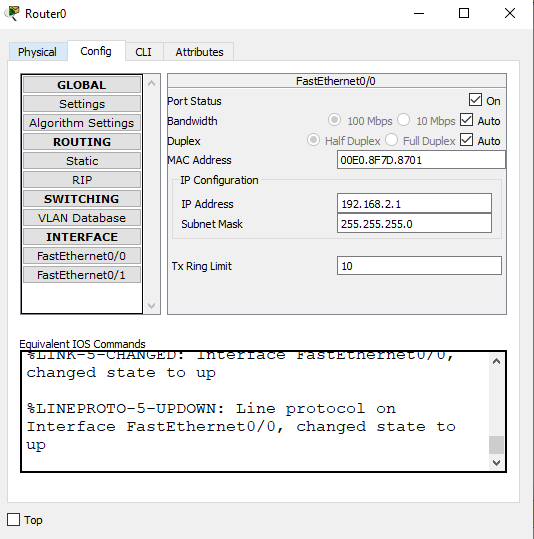 Router0
Physical Config CLI Attributes
GLOBAL
Settings
Algorithm Settings
ROUTING
Static
RIP
SWITCHING
VLAN Database
INTERFACE
FastEthernet0/0
FastEthernet0/1
FastEthernet0/0
Port Status On
Bandwidth 100 Mbps 10 Mbps Auto
Duplex Half Duplex Full Duplex Auto
MAC Address 00E0.8F7D.8701
IP Configuration
IP Address 192.168.2.1
Subnet Mask 255.255.255.0
Tx Ring Limit 10
Equivalent IOS Commands
%LINK-5-CHANGED: Interface FastEthernet0/0,
changed state to up
%LINEPROTO-5-UPDOWN: Line protocol on
Interface FastEthernet0/0, changed state to
up
Top